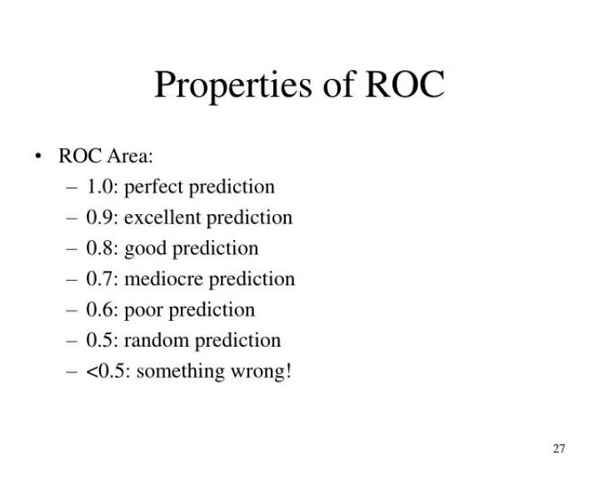 Properties of ROC
• ROC Area:
– 1.0: perfect prediction
– 0.9: excellent prediction
– 0.8: good prediction
– 0.7: mediocre prediction
– 0.6: poor prediction
– 0.5: random prediction
– <0.5: something wrong!
27